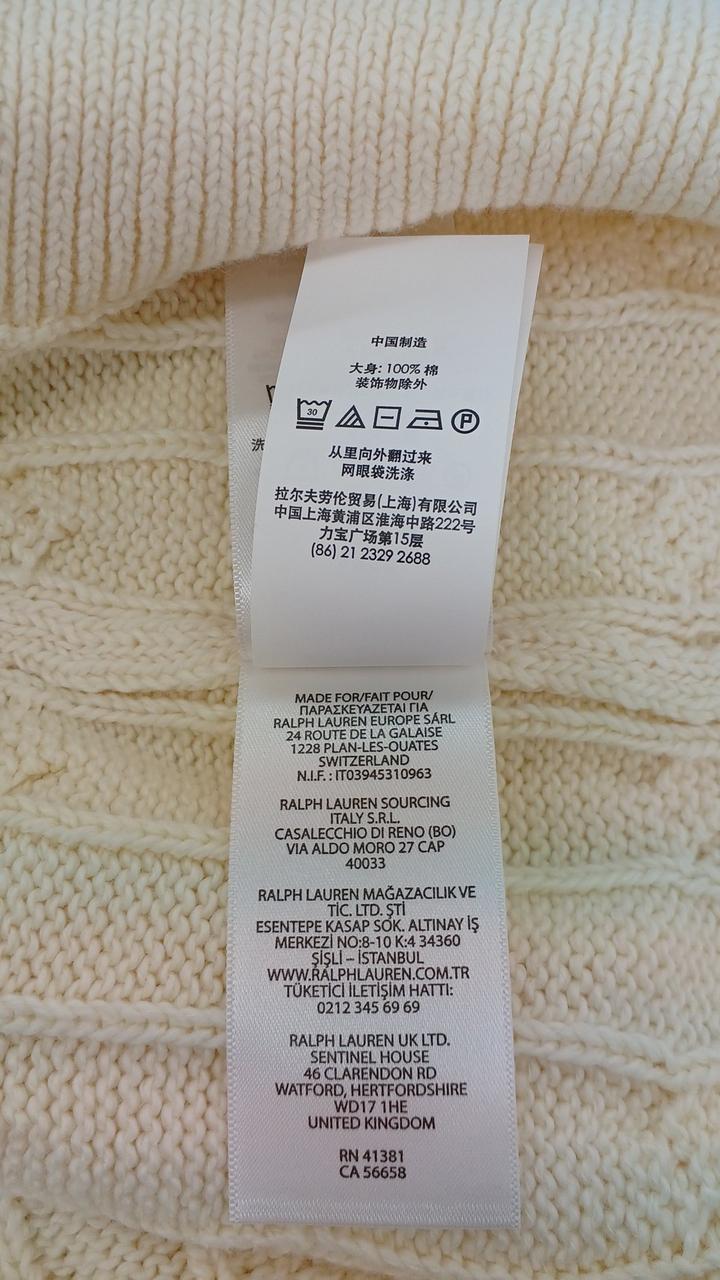 中国制造
大身: 100% 棉
装饰物除外
30
P
洗
从里向外翻过来
网眼袋洗涤
拉尔夫劳伦贸易(上海)有限公司
中国上海黄浦区淮海中路222号
力宝广场第15层
(86) 21 2329 2688
MADE FOR/FAIT POUR/
ΠΑΡΑΣΚΕΥΑΖΕΤΑΙ ΓΙΑ
RALPH LAUREN EUROPE SÁRL
24 ROUTE DE LA GALAISE
1228 PLAN-LES-OUATES
SWITZERLAND
N.I.F. : IT03945310963
RALPH LAUREN SOURCING
ITALY S.R.L.
CASALECCHIO DI RENO (BO)
VIA ALDO MORO 27 CAP
40033
RALPH LAUREN MAĞAZACILIK VE
TİC. LTD. ŞTİ
ESENTEPE KASAP SOK. ALTINAY İŞ
MERKEZİ NO:8-10 K:4 34360
ŞİŞLİ – İSTANBUL
WWW.RALPHLAUREN.COM.TR
TÜKETİCİ İLETİŞİM HATTI:
0212 345 69 69
RALPH LAUREN UK LTD.
SENTINEL HOUSE
46 CLARENDON RD
WATFORD, HERTFORDSHIRE
WD17 1HE
UNITED KINGDOM
RN 41381
CA 56658